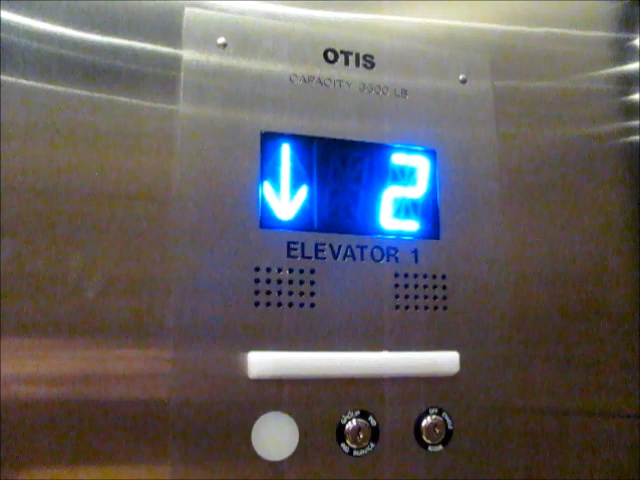 OTIS
CAPACITY 3500 LB
↓ 2
ELEVATOR 1